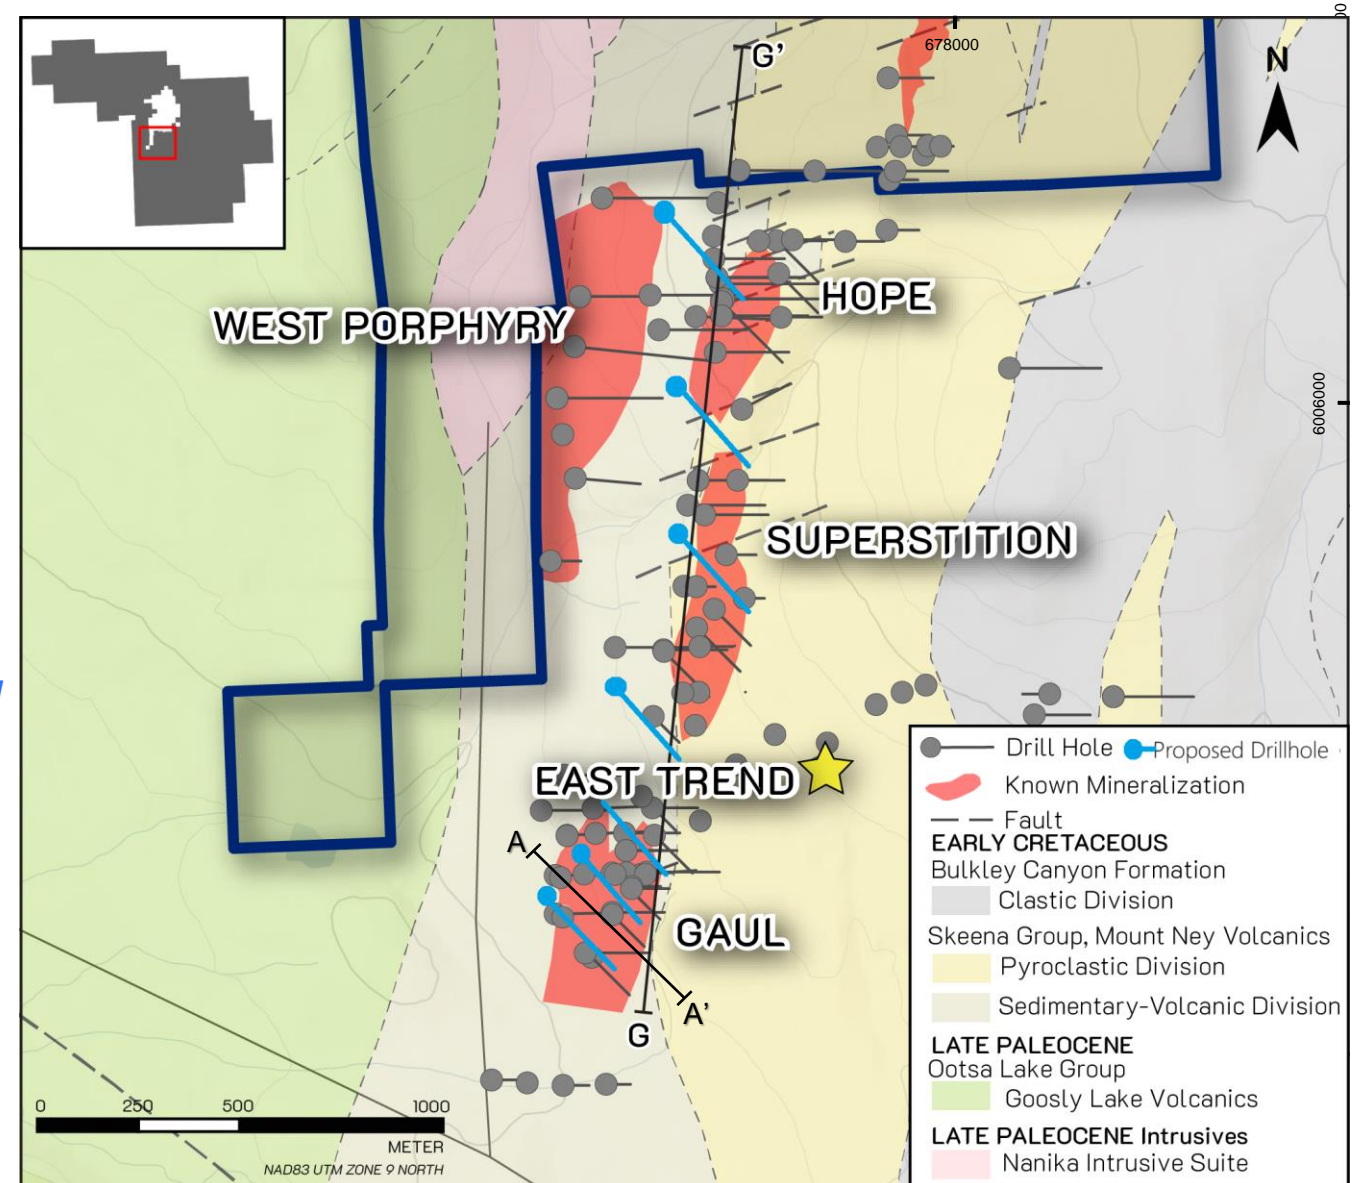 G'
678000
N
WEST PORPHYRY
HOPE
6006000
SUPERSTITION
EAST TREND
A
GAUL
A'
G
Drill Hole
Proposed Drillhole
Known Mineralization
Fault
EARLY CRETACEOUS
Bulkley Canyon Formation
Clastic Division
Skeena Group, Mount Ney Volcanics
Pyroclastic Division
Sedimentary-Volcanic Division
LATE PALEOCENE
Ootsa Lake Group
Goosly Lake Volcanics
LATE PALEOCENE Intrusives
Nanika Intrusive Suite
0 250 500 1000
METER
NAD83 UTM ZONE 9 NORTH